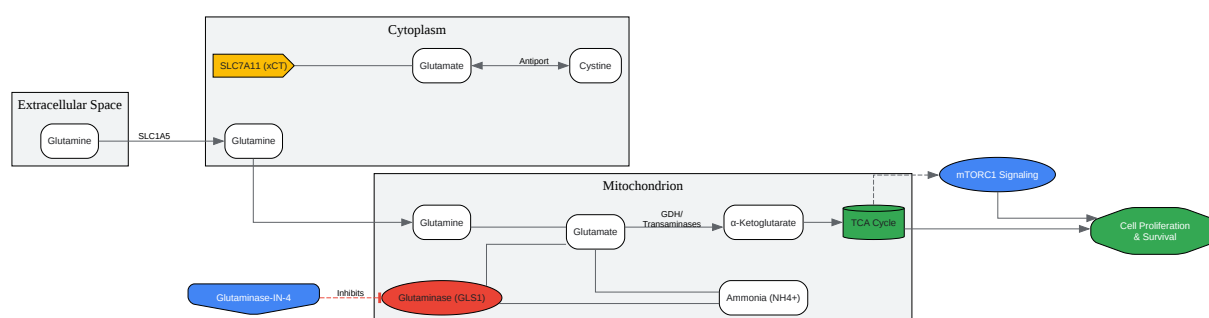 Cytoplasm
SLC7A11 (xCT)
Glutamate
Antiport
Cystine
Extracellular Space
Glutamine
SLC1A5
Glutamine
Mitochondrion
mTORC1 Signaling
Glutamine
Glutamate
GDH/
Transaminases
α-Ketoglutarate
TCA Cycle
Cell Proliferation
& Survival
Glutaminase-IN-4
Inhibits
Glutaminase (GLS1)
Ammonia (NH4+)